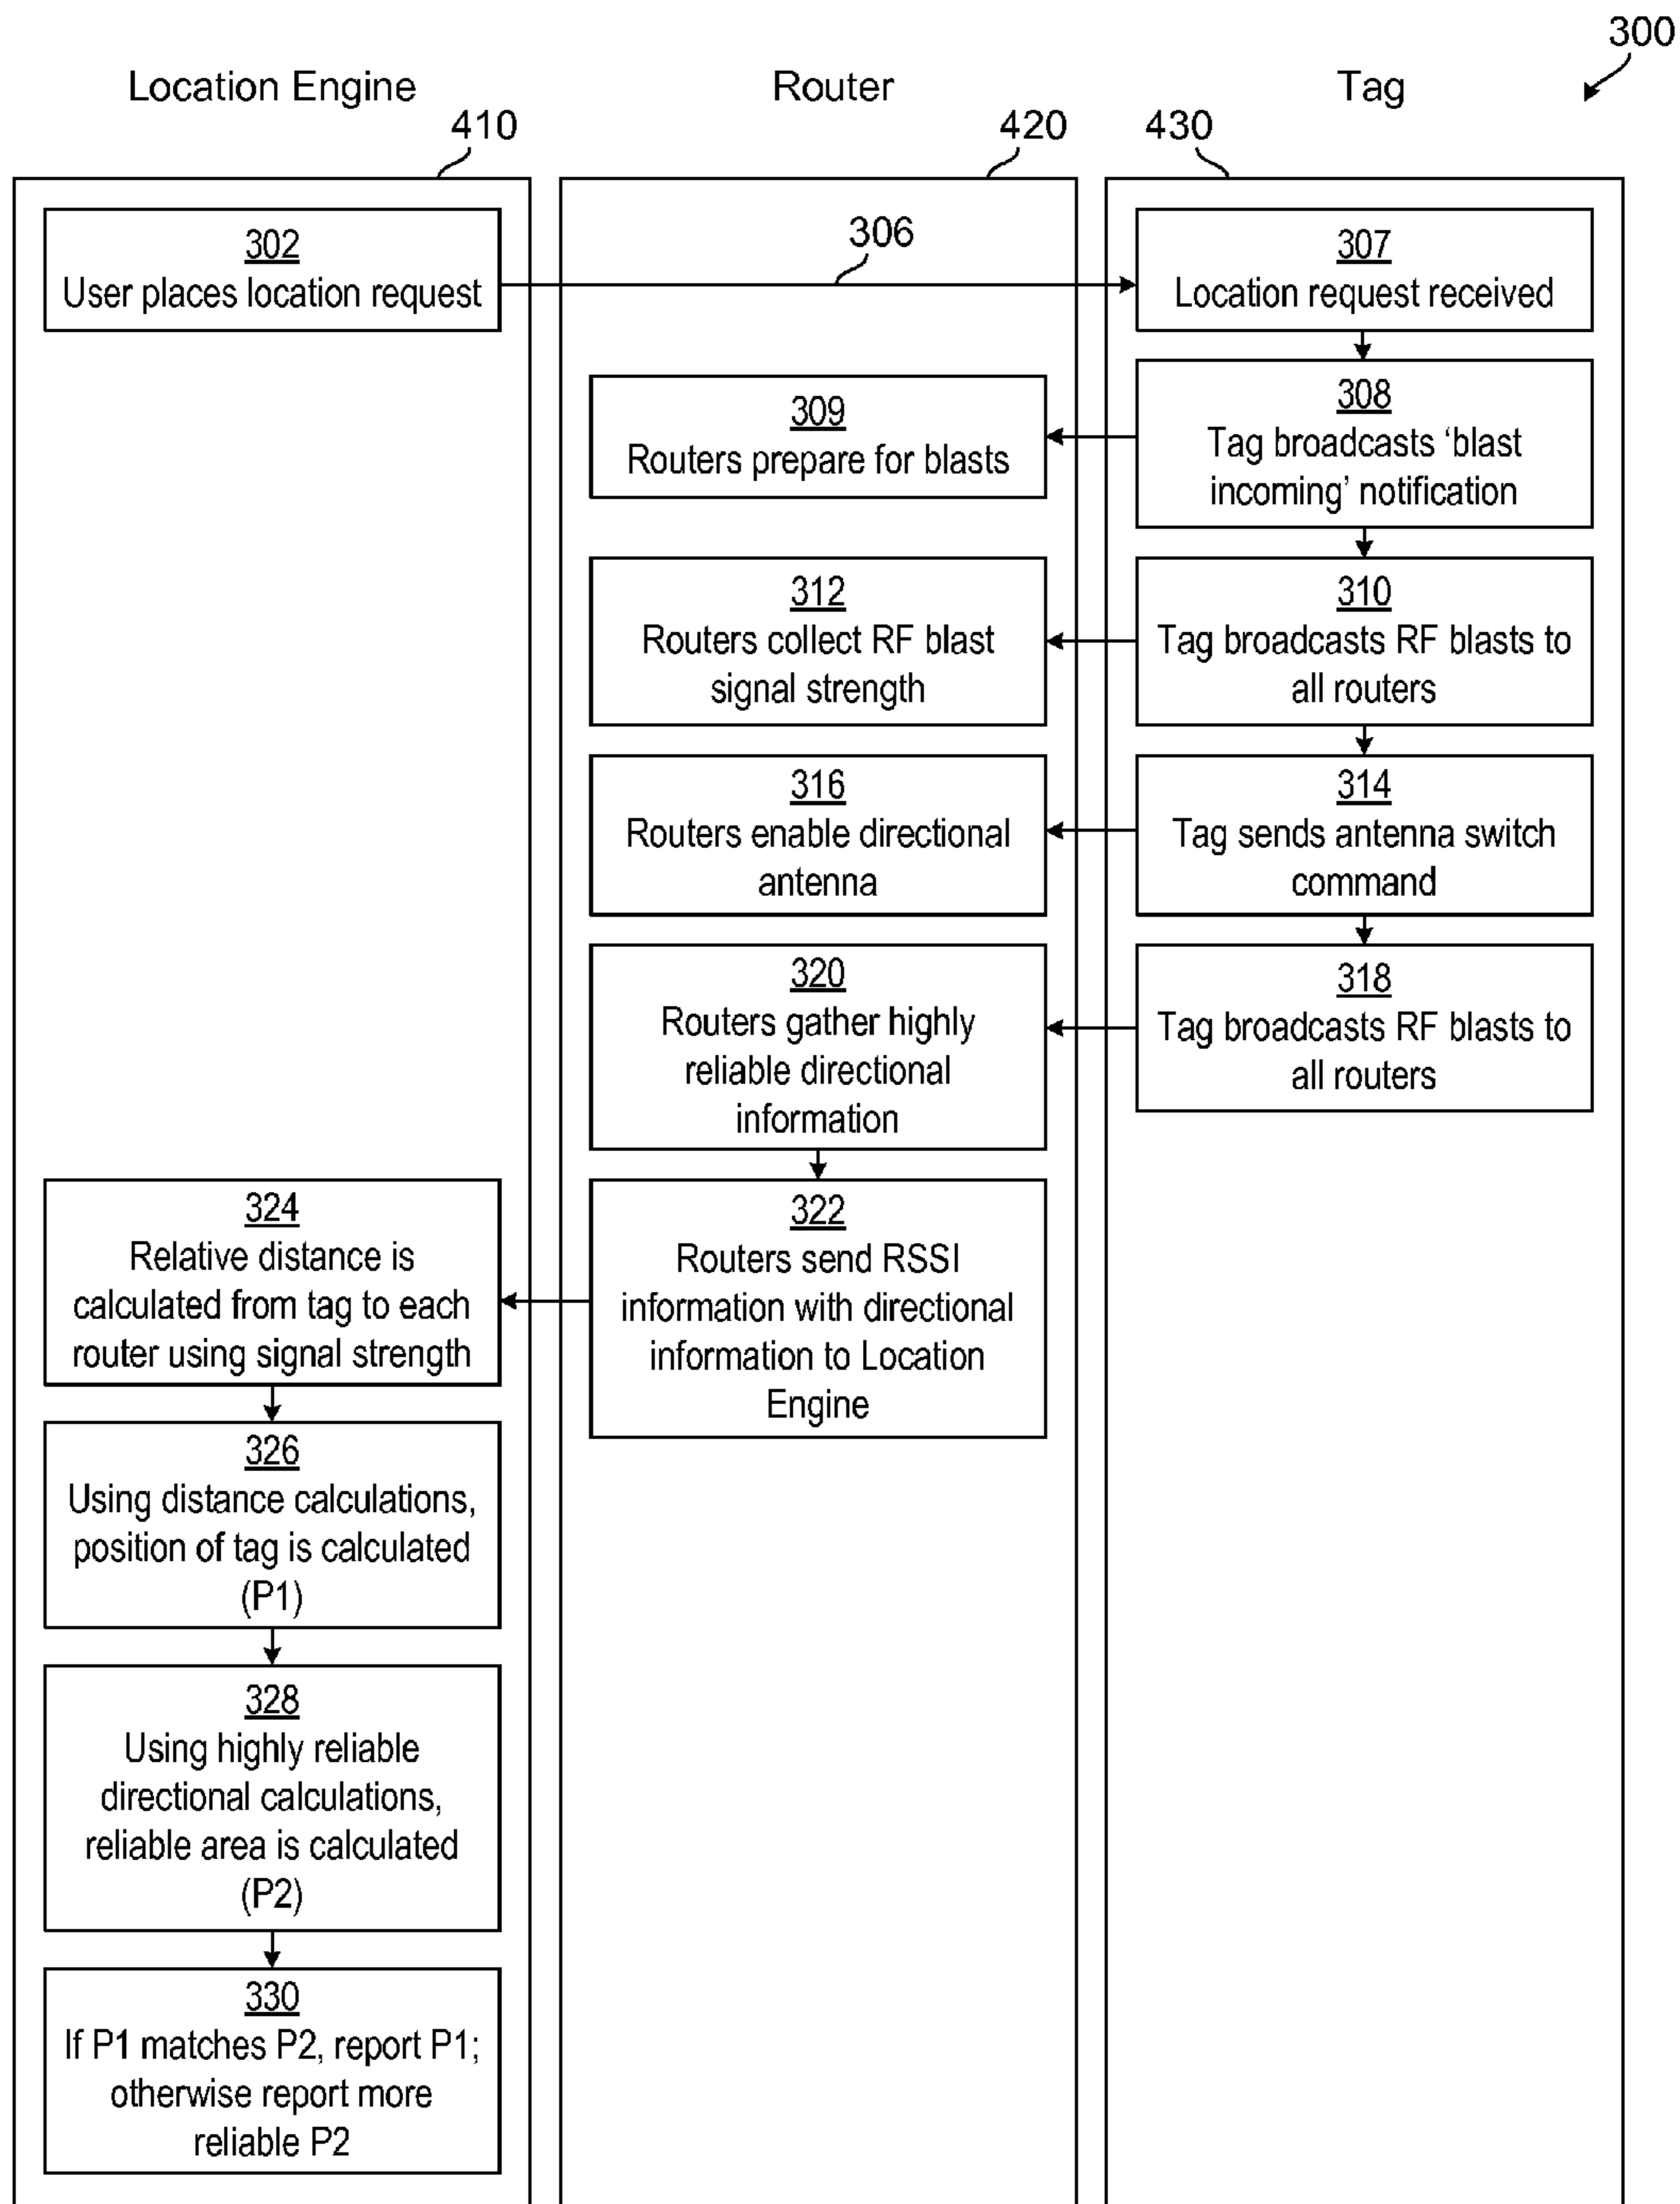 300
Location Engine
Router
Tag
410
420
430
302
User places location request
306
307
Location request received
308
Tag broadcasts ‘blast
incoming’ notification
309
Routers prepare for blasts
310
Tag broadcasts RF blasts to
all routers
312
Routers collect RF blast
signal strength
314
Tag sends antenna switch
command
316
Routers enable directional
antenna
318
Tag broadcasts RF blasts to
all routers
320
Routers gather highly
reliable directional
information
322
Routers send RSSI
information with directional
information to Location
Engine
324
Relative distance is
calculated from tag to each
router using signal strength
326
Using distance calculations,
position of tag is calculated
(P1)
328
Using highly reliable
directional calculations,
reliable area is calculated
(P2)
330
If P1 matches P2, report P1;
otherwise report more
reliable P2